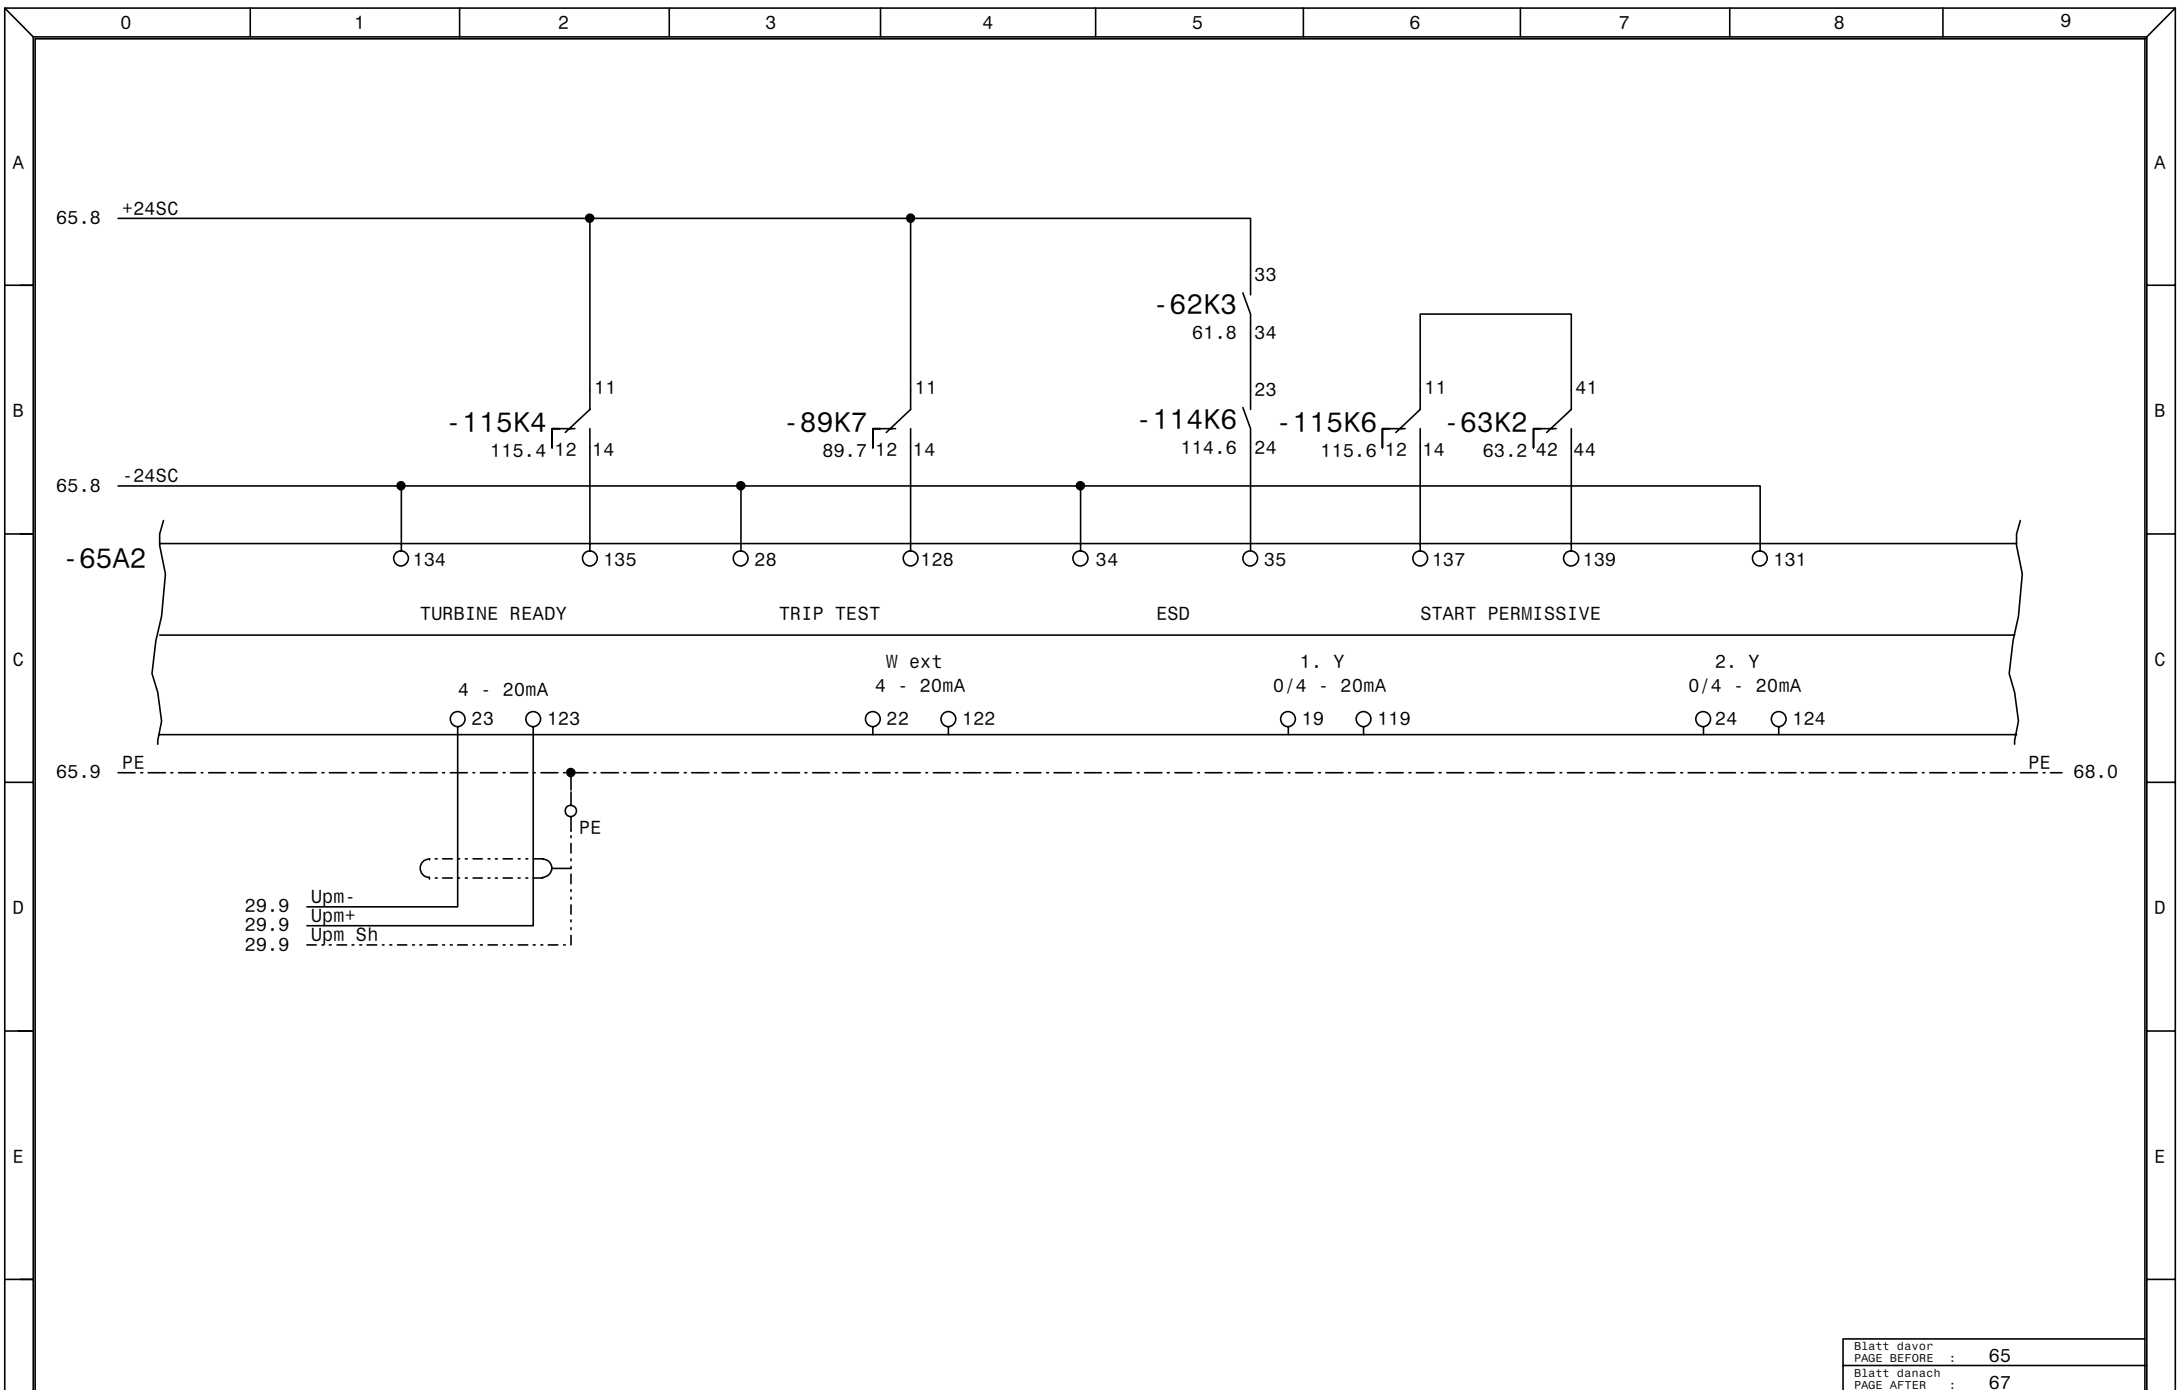 0 1 2 3 4 5 6 7 8 9
A A
65.8 +24SC
33
-62K3
61.8 34
B B
11 11 23 11 41
-115K4 -89K7 -114K6 -115K6 -63K2
115.4 12 14 89.7 12 14 114.6 24 115.6 12 14 63.2 42 44
65.8 -24SC
-65A2 134 135 28 128 34 35 137 139 131
TURBINE READY TRIP TEST ESD START PERMISSIVE
C C
W ext 1. Y 2. Y
4 - 20mA 4 - 20mA 0/4 - 20mA 0/4 - 20mA
23 123 22 122 19 119 24 124
65.9 PE PE 68.0
PE
D D
29.9 Upm-
29.9 Upm+
29.9 Upm Sh
E E
Blatt davor
PAGE BEFORE : 65
Blatt danach
PAGE AFTER : 67